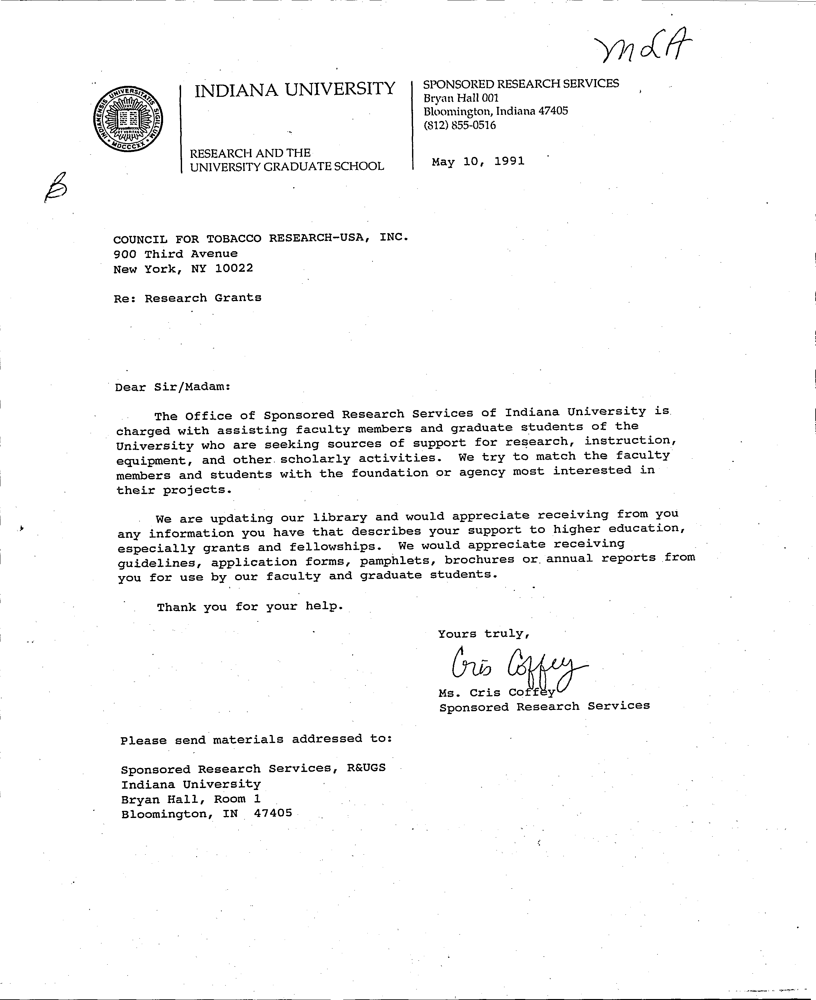 MLA
INDIANA UNIVERSITY
RESEARCH AND THE
UNIVERSITY GRADUATE SCHOOL
INDIANENSIS UNIVERSITATIS SIGILLUM
MDCCCXX
SPONSORED RESEARCH SERVICES
Bryan Hall 001
Bloomington, Indiana 47405
(812) 855-0516
May 10, 1991
B
COUNCIL FOR TOBACCO RESEARCH-USA, INC.
900 Third Avenue
New York, NY 10022
Re: Research Grants
Dear Sir/Madam:
The Office of Sponsored Research Services of Indiana University is
charged with assisting faculty members and graduate students of the
University who are seeking sources of support for research, instruction,
equipment, and other scholarly activities. We try to match the faculty
members and students with the foundation or agency most interested in
their projects.
We are updating our library and would appreciate receiving from you
any information you have that describes your support to higher education,
especially grants and fellowships. We would appreciate receiving
guidelines, application forms, pamphlets, brochures or annual reports from
you for use by our faculty and graduate students.
Thank you for your help.
Yours truly,
Cris Coffey
Ms. Cris Coffey
Sponsored Research Services
Please send materials addressed to:
Sponsored Research Services, R&UGS
Indiana University
Bryan Hall, Room 1
Bloomington, IN 47405